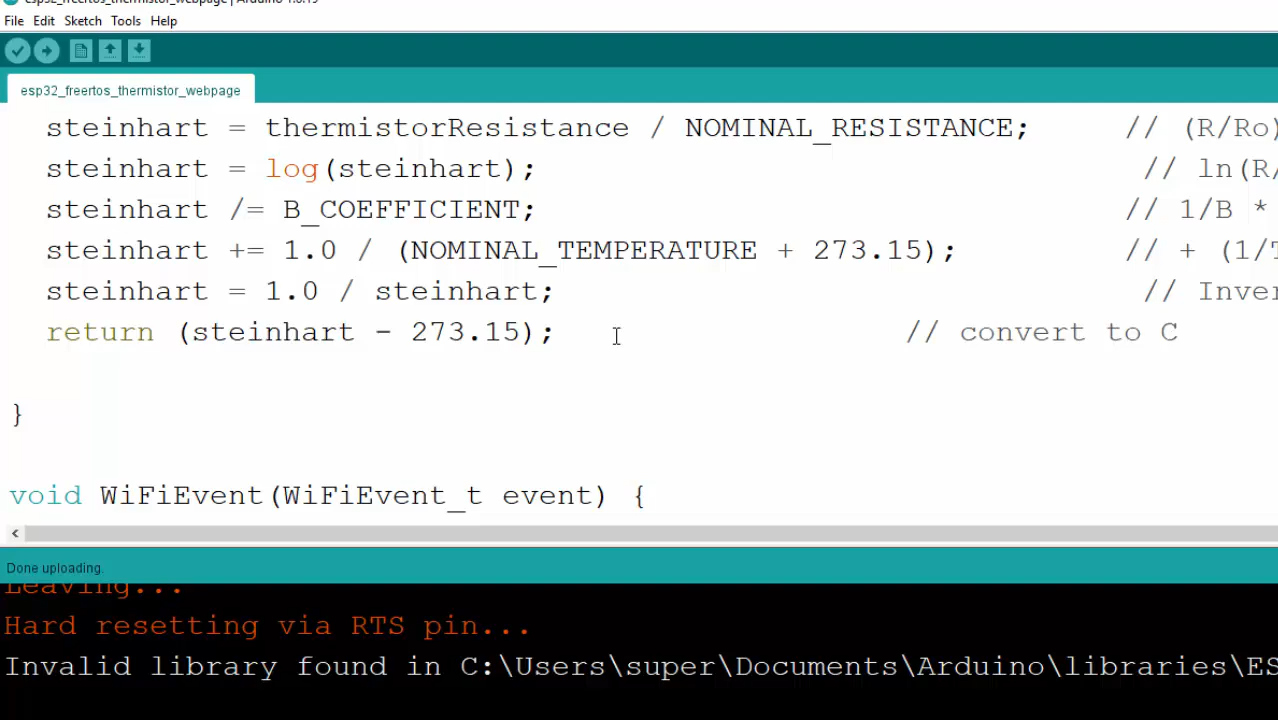 esp32_freertos_thermistor_webpage | Arduino 1.8.19
File Edit Sketch Tools Help
esp32_freertos_thermistor_webpage
steinhart = thermistorResistance / NOMINAL_RESISTANCE; // (R/Ro)
steinhart = log(steinhart); // ln(R/
steinhart /= B_COEFFICIENT; // 1/B *
steinhart += 1.0 / (NOMINAL_TEMPERATURE + 273.15); // + (1/T
steinhart = 1.0 / steinhart; // Inver
return (steinhart - 273.15); // convert to C
}
void WiFiEvent(WiFiEvent_t event) {
Done uploading.
Leaving...
Hard resetting via RTS pin...
Invalid library found in C:\Users\super\Documents\Arduino\libraries\ES